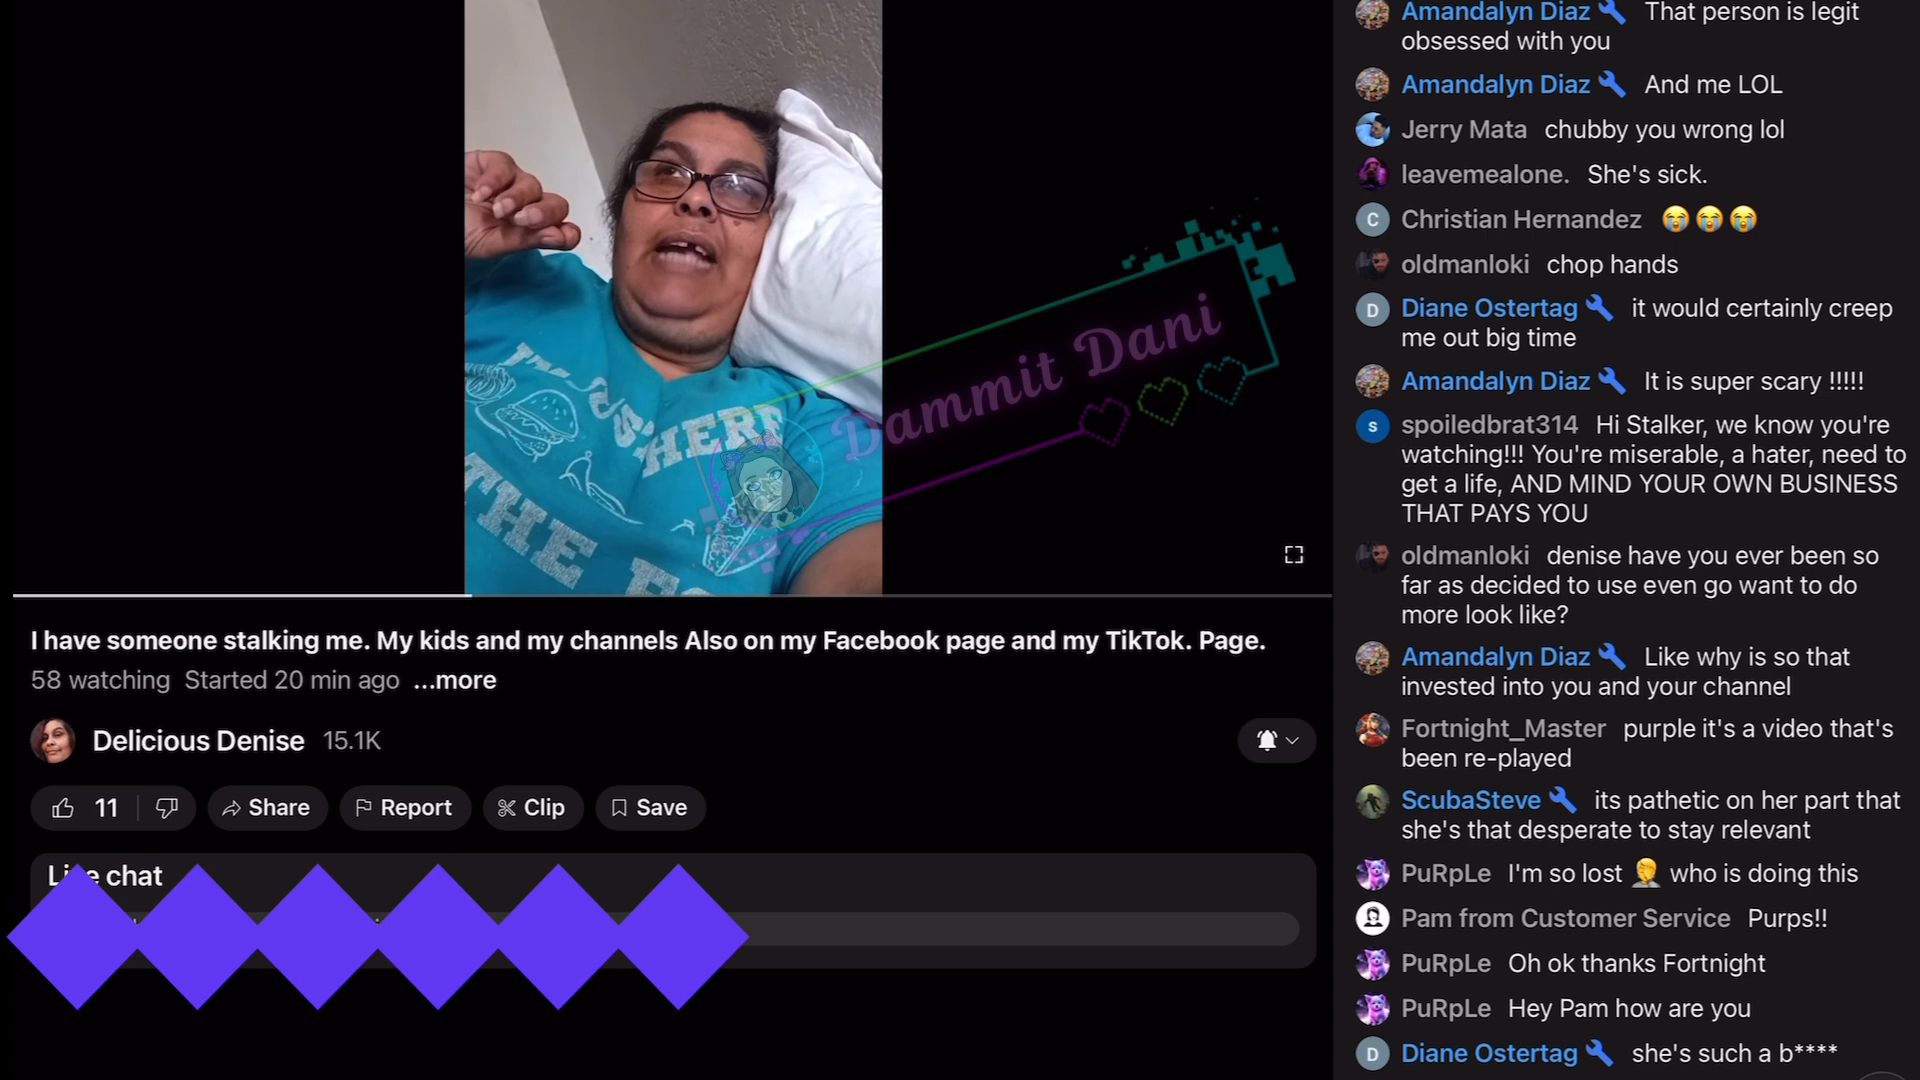 IT'S JUST HERE
THE FO
Dammit Dani
I have someone stalking me. My kids and my channels Also on my Facebook page and my TikTok. Page.
58 watching Started 20 min ago ...more
Delicious Denise 15.1K
11 Share Report Clip Save
Live chat
Amandalyn Diaz That person is legit
obsessed with you
Amandalyn Diaz And me LOL
Jerry Mata chubby you wrong lol
leavemealone. She's sick.
C Christian Hernandez 😭😭😭
oldmanloki chop hands
D Diane Ostertag it would certainly creep
me out big time
Amandalyn Diaz It is super scary !!!!!
s spoiledbrat314 Hi Stalker, we know you're
watching!!! You're miserable, a hater, need to
get a life, AND MIND YOUR OWN BUSINESS
THAT PAYS YOU
oldmanloki denise have you ever been so
far as decided to use even go want to do
more look like?
Amandalyn Diaz Like why is so that
invested into you and your channel
Fortnight_Master purple it's a video that's
been re-played
ScubaSteve its pathetic on her part that
she's that desperate to stay relevant
PuRpLe I'm so lost 🤦 who is doing this
Pam from Customer Service Purps!!
PuRpLe Oh ok thanks Fortnight
PuRpLe Hey Pam how are you
D Diane Ostertag she's such a b****